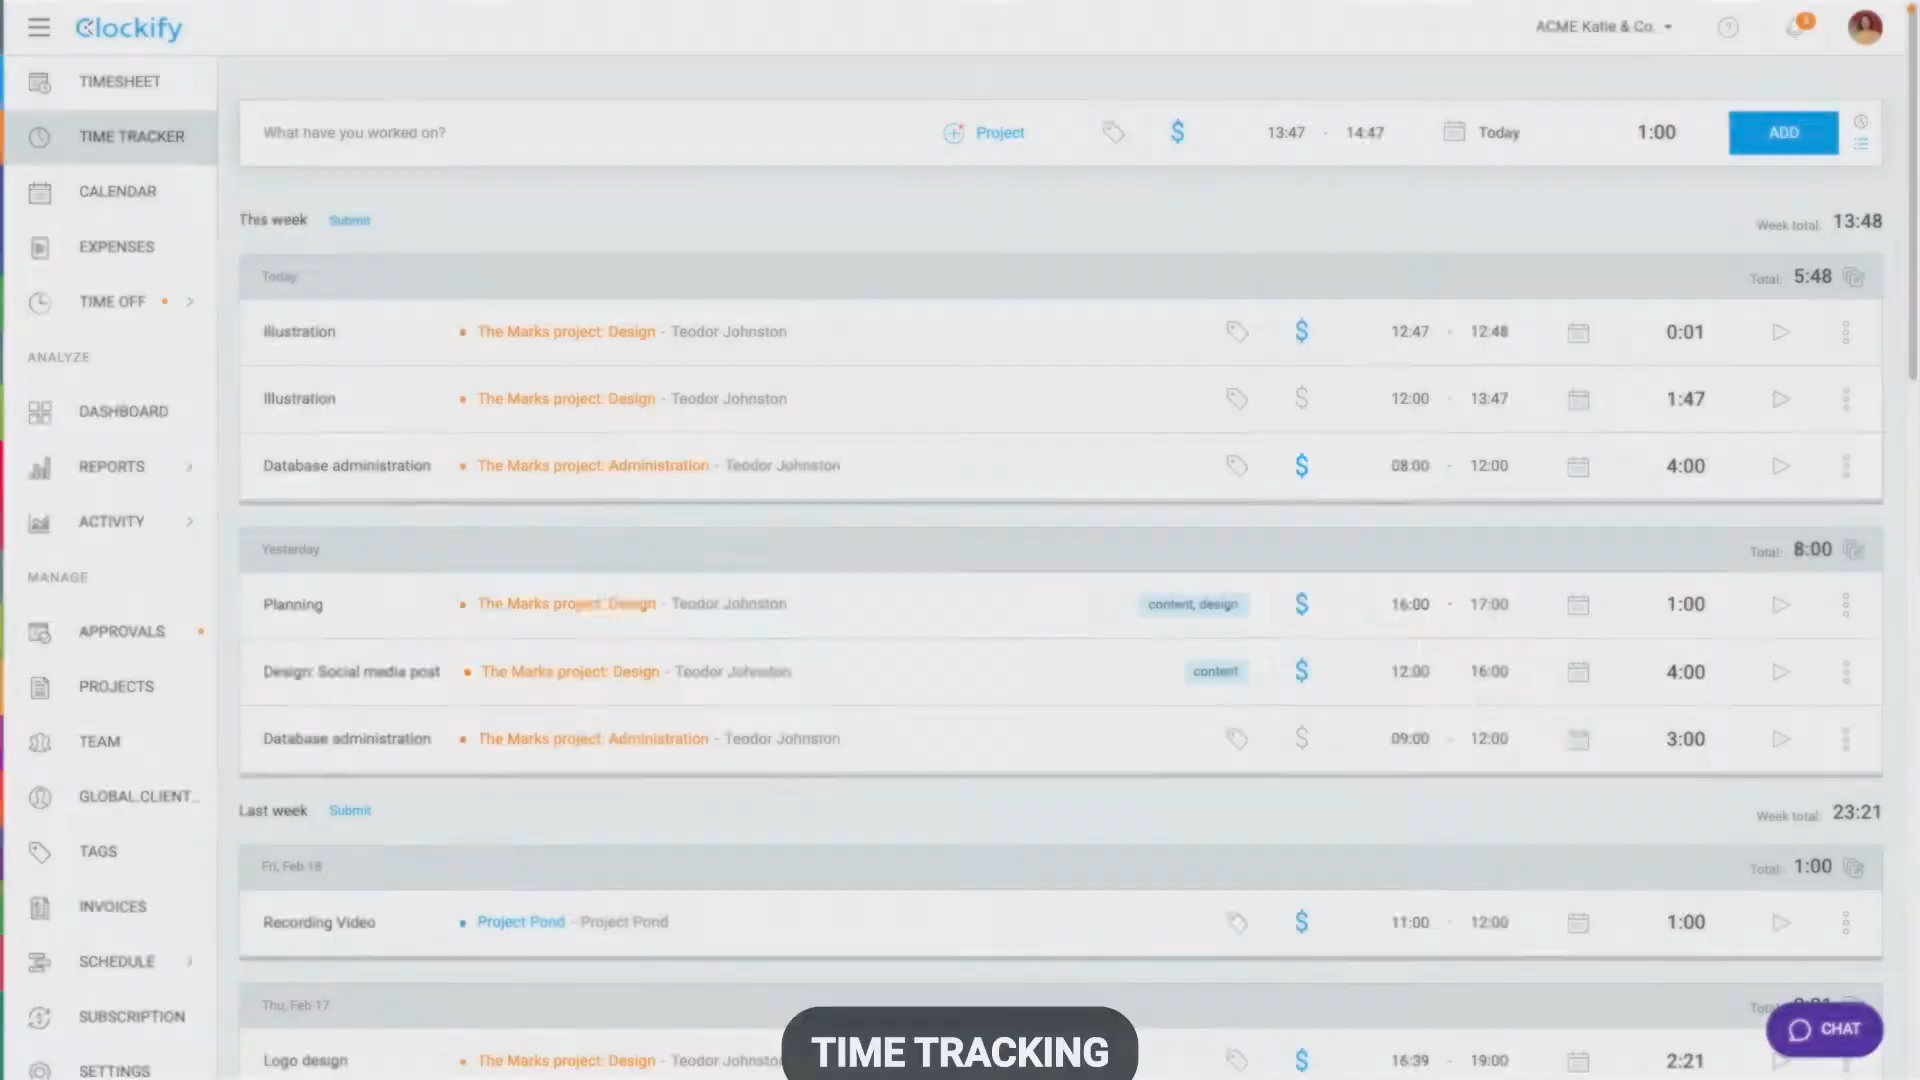 Clockify
ACME Katie & Co.
TIMESHEET
TIME TRACKER
CALENDAR
EXPENSES
TIME OFF
ANALYZE
DASHBOARD
REPORTS
ACTIVITY
MANAGE
APPROVALS
PROJECTS
TEAM
GLOBAL.CLIENT...
TAGS
INVOICES
SCHEDULE
SUBSCRIPTION
SETTINGS
What have you worked on? Project $ 13:47 - 14:47 Today 1:00 ADD
This week Submit Week total: 13:48
Today Total: 5:48
Illustration The Marks project: Design - Teodor Johnston $ 12:47 - 12:48 0:01
Illustration The Marks project: Design - Teodor Johnston $ 12:00 - 13:47 1:47
Database administration The Marks project: Administration - Teodor Johnston $ 08:00 - 12:00 4:00
Yesterday Total: 8:00
Planning The Marks project: Design - Teodor Johnston content, design $ 16:00 - 17:00 1:00
Design: Social media post The Marks project: Design - Teodor Johnston content $ 12:00 16:00 4:00
Database administration The Marks project: Administration - Teodor Johnston $ 09:00 - 12:00 3:00
Last week Submit Week total: 23:21
Fri, Feb 18 Total: 1:00
Recording Video Project Pond - Project Pond $ 11:00 - 12:00 1:00
Thu, Feb 17
Logo design The Marks project: Design - Teodor $ 16:39 - 19:00 2:21
CHAT
TIME TRACKING